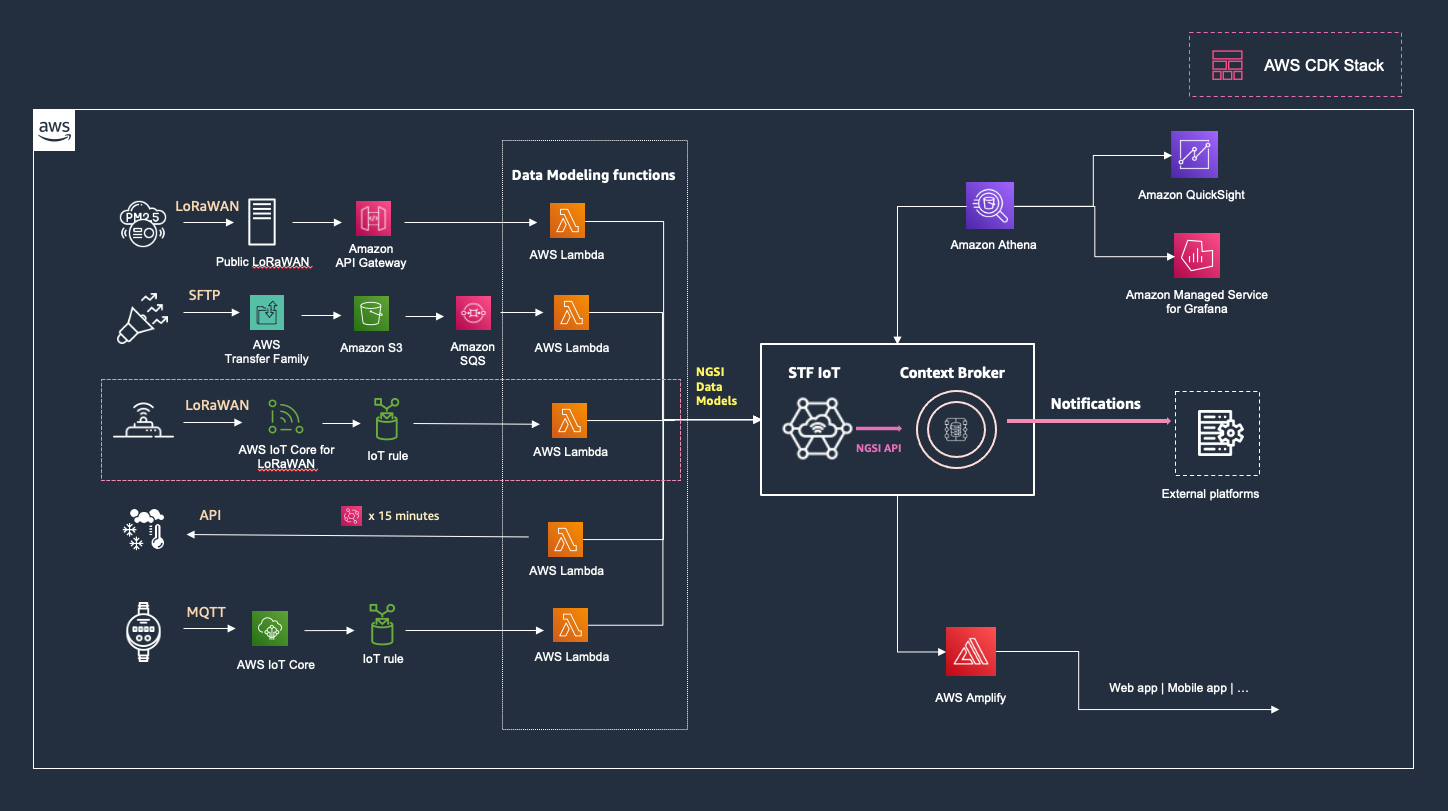 AWS CDK Stack
aws
Data Modeling functions
LoRaWAN
PM2.5
Public LoRaWAN
Amazon
API Gateway
AWS Lambda
SFTP
AWS
Transfer Family
Amazon S3
Amazon
SQS
AWS Lambda
LoRaWAN
AWS IoT Core for
LoRaWAN
IoT rule
AWS Lambda
API
x 15 minutes
AWS Lambda
MQTT
AWS IoT Core
IoT rule
AWS Lambda
NGSI
Data
Models
STF IoT
Context Broker
NGSI API
Notifications
External platforms
Amazon Athena
Amazon QuickSight
Amazon Managed Service
for Grafana
AWS Amplify
Web app | Mobile app | ...